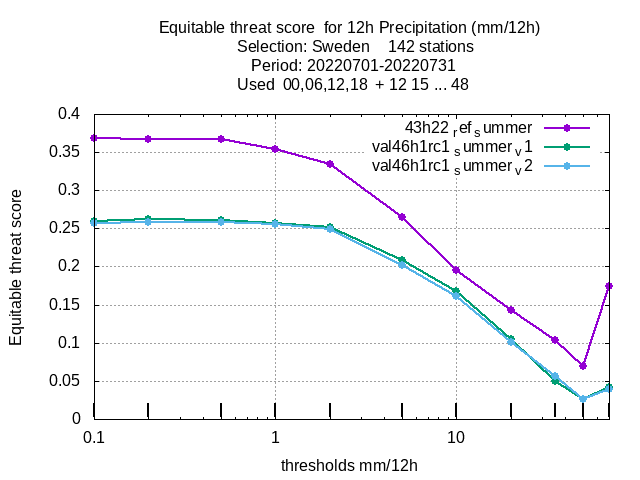 Equitable threat score  for 12h Precipitation (mm/12h)
Selection: Sweden    142 stations
Period: 20220701-20220731
Used  00,06,12,18  + 12 15 ... 48
0.4
0.35
0.3
0.25
0.2
0.15
0.1
0.05
0
Equitable threat score
43h22 ref summer
val46h1rc1 summer v1
val46h1rc1 summer v2
0.1
1
10
thresholds mm/12h